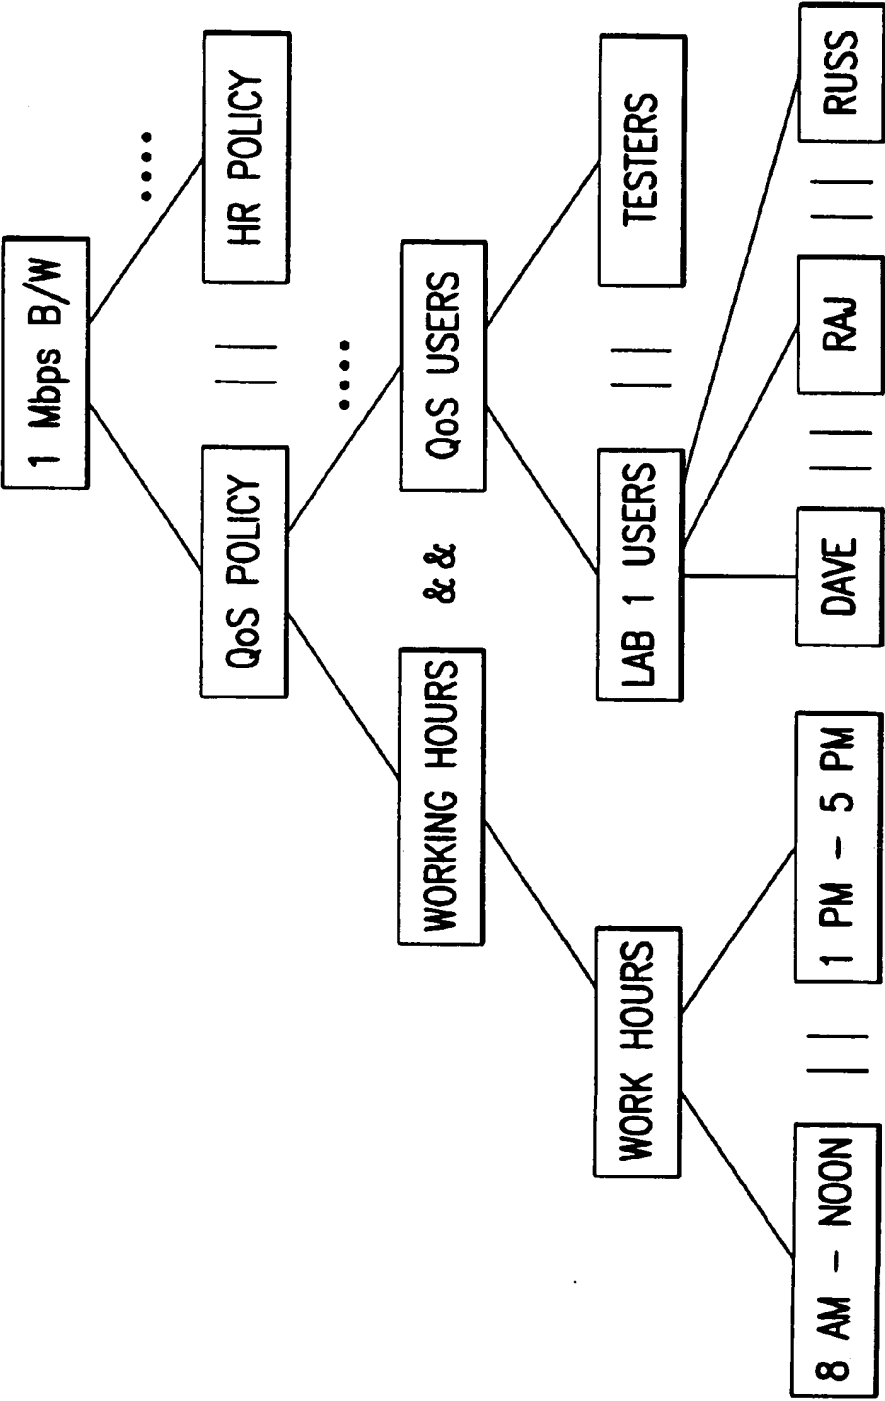 1 Mbps B/W
....
QoS POLICY || HR POLICY
....
WORKING HOURS && QoS USERS
WORK HOURS
LAB 1 USERS || TESTERS
8 AM – NOON || 1 PM – 5 PM
DAVE || RAJ || RUSS